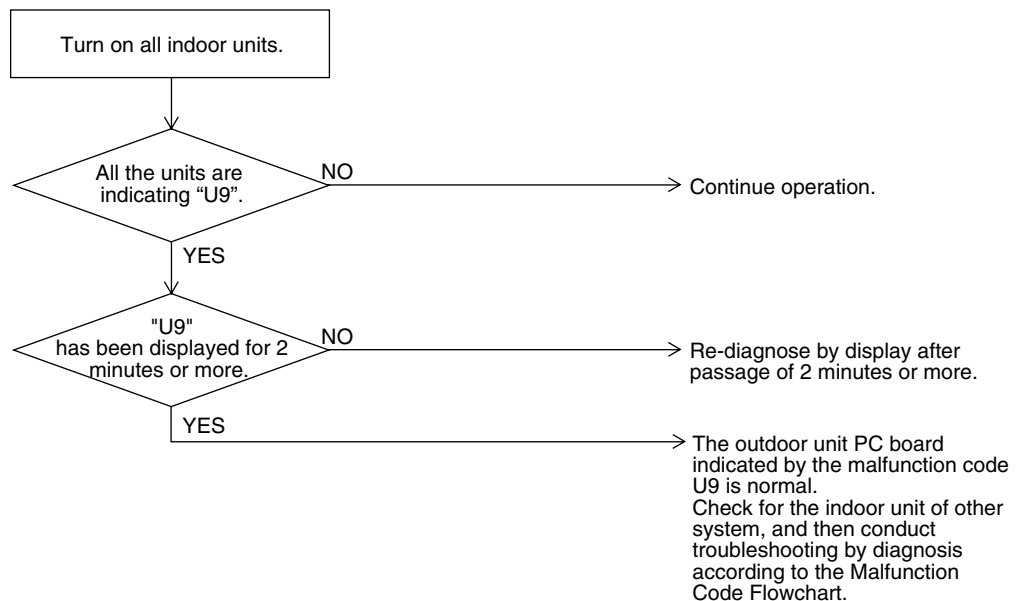 Turn on all indoor units.
All the units are
indicating “U9”.
NO
Continue operation.
YES
"U9"
has been displayed for 2
minutes or more.
NO
Re-diagnose by display after
passage of 2 minutes or more.
YES
The outdoor unit PC board
indicated by the malfunction code
U9 is normal.
Check for the indoor unit of other
system, and then conduct
troubleshooting by diagnosis
according to the Malfunction
Code Flowchart.